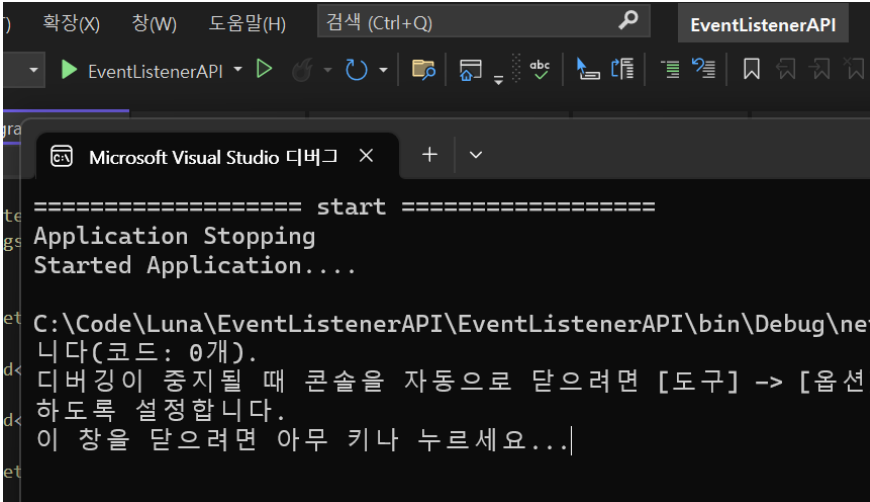 확장(X) 창(W) 도움말(H) 검색 (Ctrl+Q) EventListenerAPI
EventListenerAPI
Microsoft Visual Studio 디버그
=================== start ==================
Application Stopping
Started Application....
C:\Code\Luna\EventListenerAPI\EventListenerAPI\bin\Debug\ne
니다(코드: 0개).
디버깅이 중지될 때 콘솔을 자동으로 닫으려면 [도구] -> [옵션
하도록 설정합니다.
이 창을 닫으려면 아무 키나 누르세요...